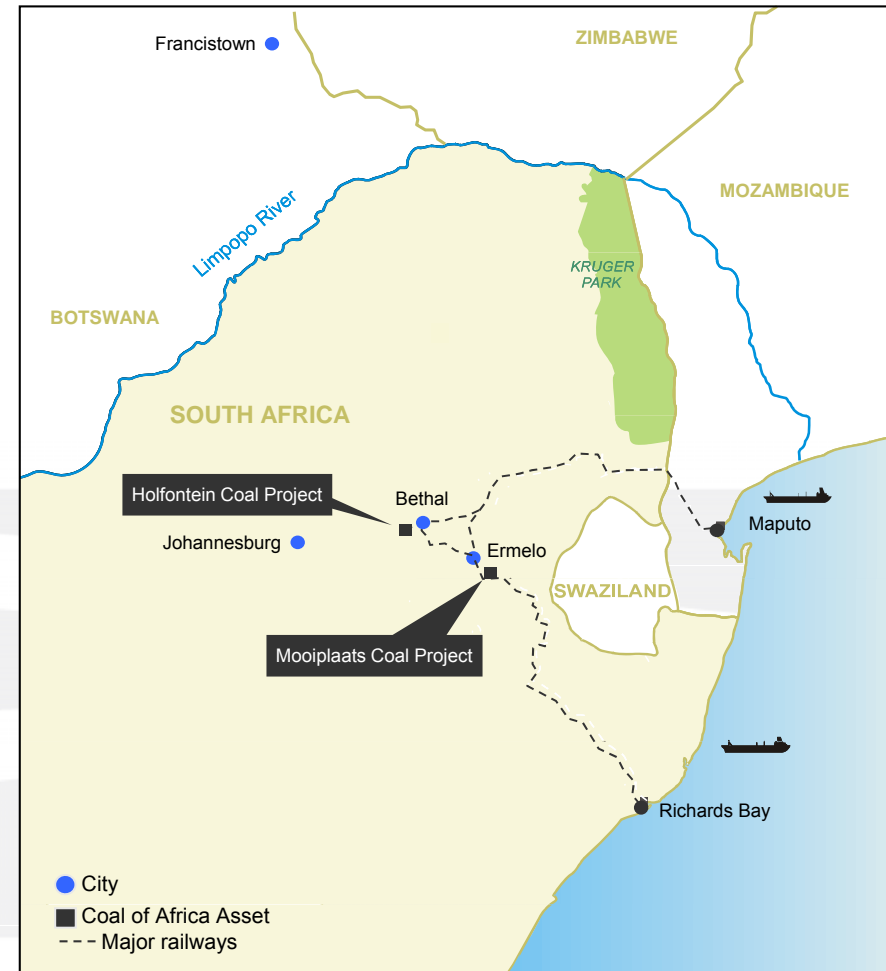 Francistown
ZIMBABWE
MOZAMBIQUE
Limpopo River
KRUGER
PARK
BOTSWANA
SOUTH AFRICA
Holfontein Coal Project
Bethal
Maputo
Johannesburg
Ermelo
SWAZILAND
Mooiplaats Coal Project
Richards Bay
City
Coal of Africa Asset
Major railways